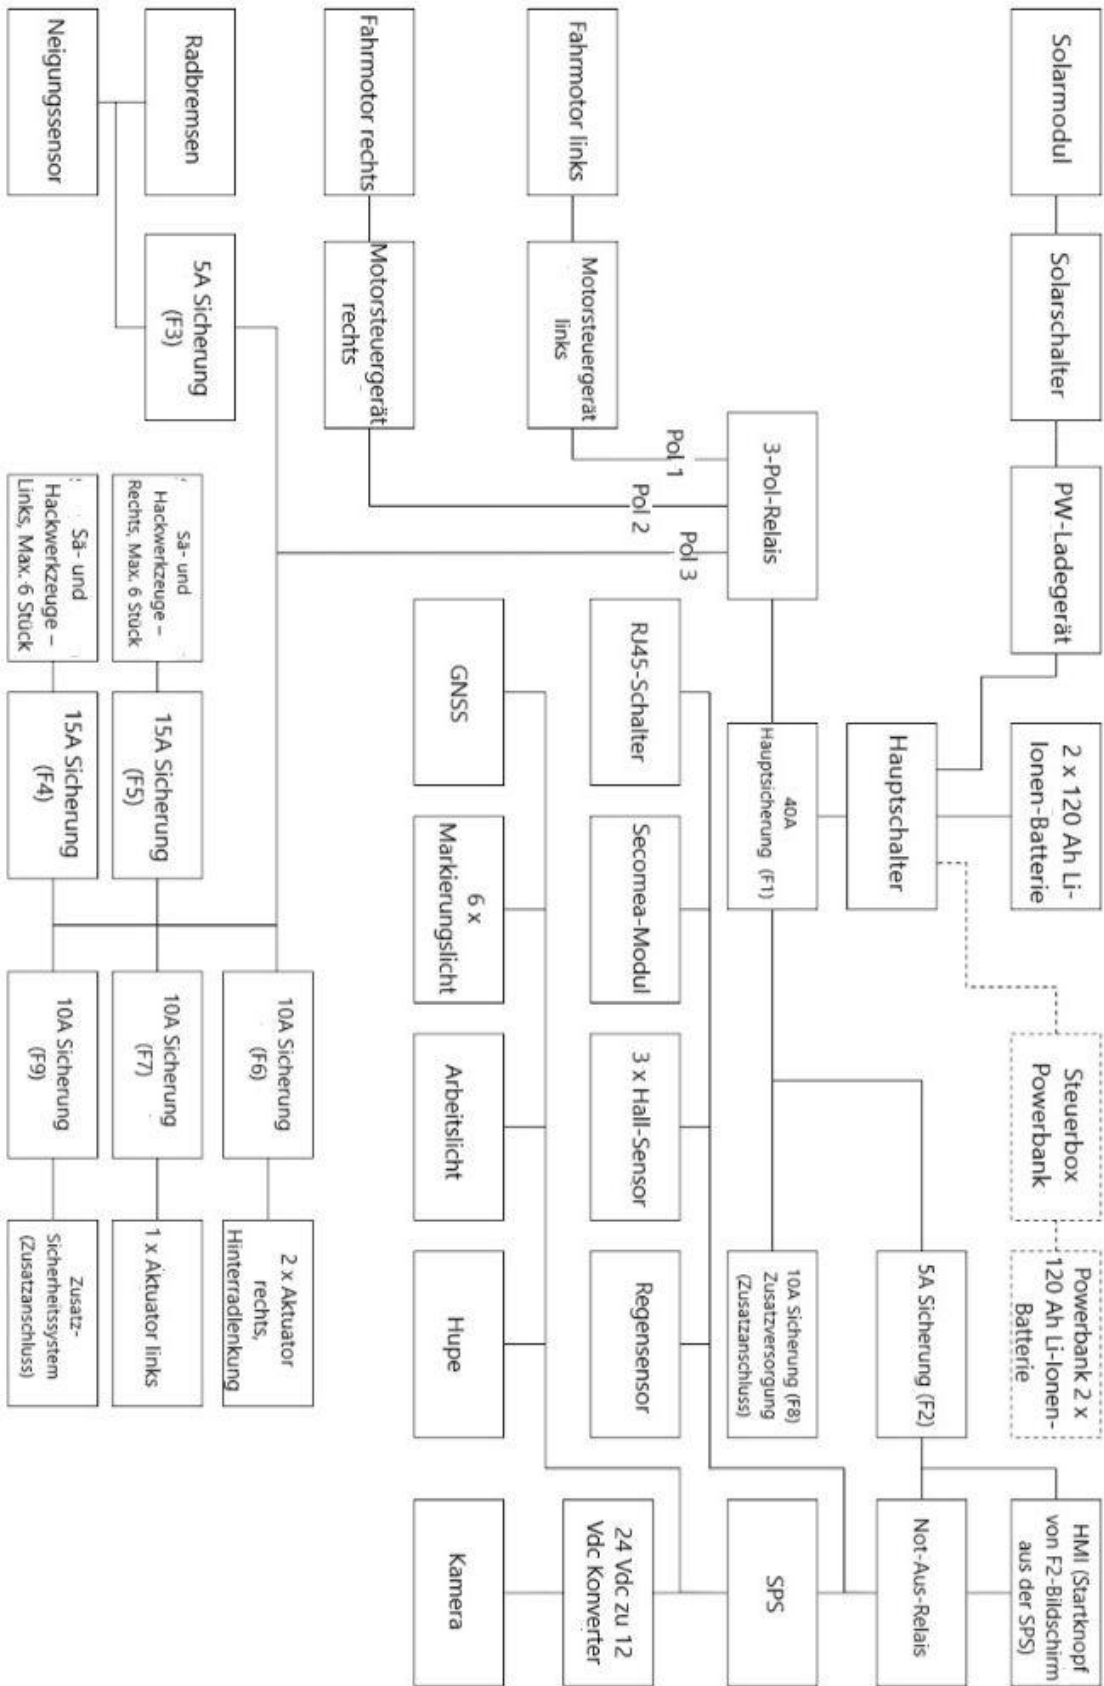 Solarmodul
Solarschalter
PW-Ladegerät
2 x 120 Ah Li-
Ionen-Batterie
Steuerbox
Powerbank
Powerbank 2 x
120 Ah Li-Ionen-
Batterie
HMI (Startknopf
von F2-Bildschirm
aus der SPS)
Hauptschalter
5A Sicherung (F2)
Not-Aus-Relais
3-Pol-Relais
40A
Hauptsicherung (F1)
10A Sicherung (F8)
Zusatzversorgung
(Zusatzanschluss)
SPS
Pol 1
Pol 2
Pol 3
Fahrmotor links
Motorsteuergerät
links
RJ45-Schalter
Secomea-Modul
3 x Hall-Sensor
Regensensor
24 Vdc zu 12
Vdc Konverter
Fahrmotor rechts
Motorsteuergerät
rechts
GNSS
6 x
Markierungslicht
Arbeitslicht
Hupe
Kamera
Radbremsen
5A Sicherung
(F3)
10A Sicherung
(F6)
2 x Aktuator
rechts,
Hinterradlenkung
Sä- und
Hackwerkzeuge –
Rechts, Max. 6 Stück
15A Sicherung
(F5)
10A Sicherung
(F7)
1 x Aktuator links
Neigungssensor
Sä- und
Hackwerkzeuge –
Links, Max. 6 Stück
15A Sicherung
(F4)
10A Sicherung
(F9)
Zusatz-
Sicherheitssystem
(Zusatzanschluss)